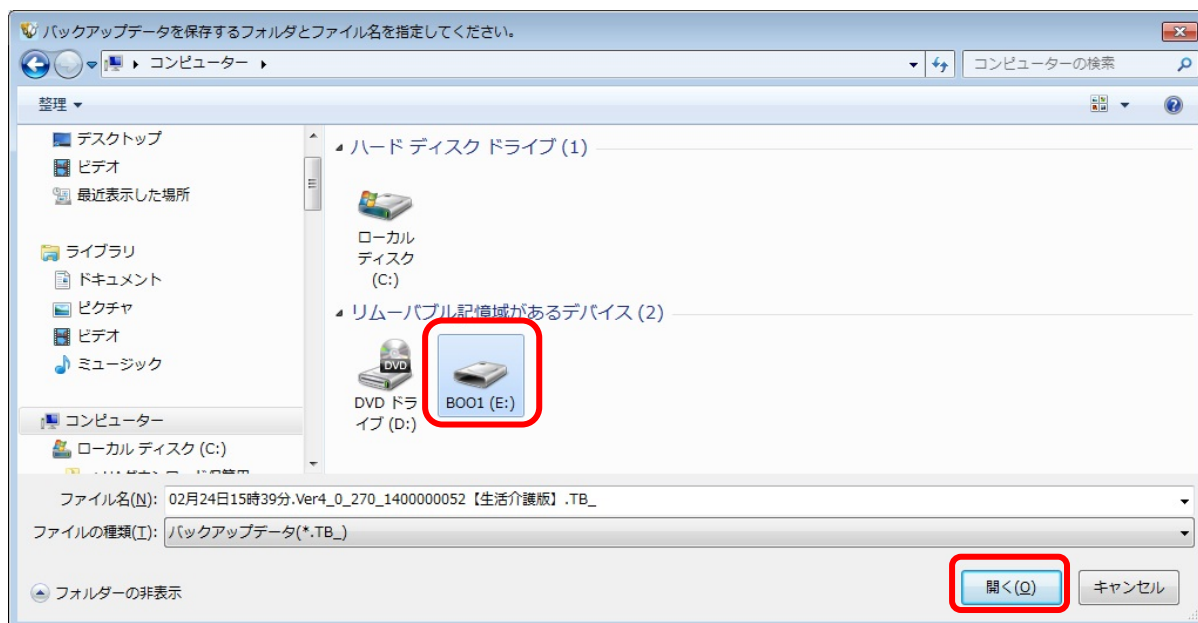 バックアップデータを保存するフォルダとファイル名を指定してください。
コンピューター
コンピューターの検索
整理
デスクトップ
ビデオ
最近表示した場所
ライブラリ
ドキュメント
ピクチャ
ビデオ
ミュージック
コンピューター
ローカル ディスク (C:)
ハード ディスク ドライブ (1)
ローカル
ディスク
(C:)
リムーバブル記憶域があるデバイス (2)
DVD
DVD ドラ
イブ (D:)
BOO1 (E:)
ファイル名(N): 02月24日15時39分.Ver4_0_270_1400000052【生活介護版】.TB_
ファイルの種類(T): バックアップデータ(*.TB_)
フォルダーの非表示
開く(O)
キャンセル